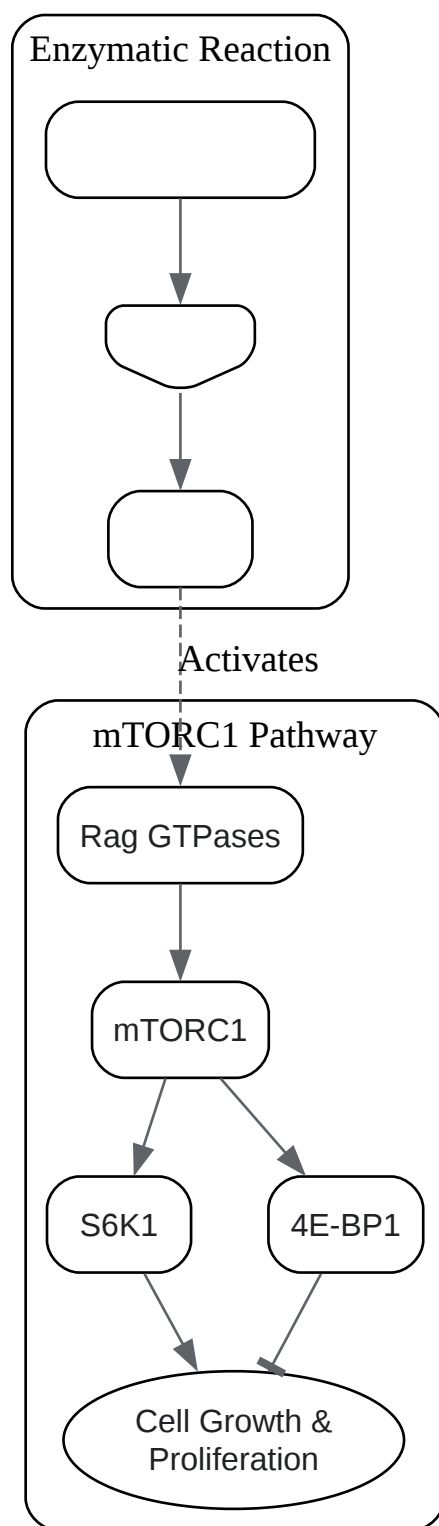 Enzymatic Reaction
Activates
mTORC1 Pathway
Rag GTPases
mTORC1
S6K1
4E-BP1
Cell Growth &
Proliferation